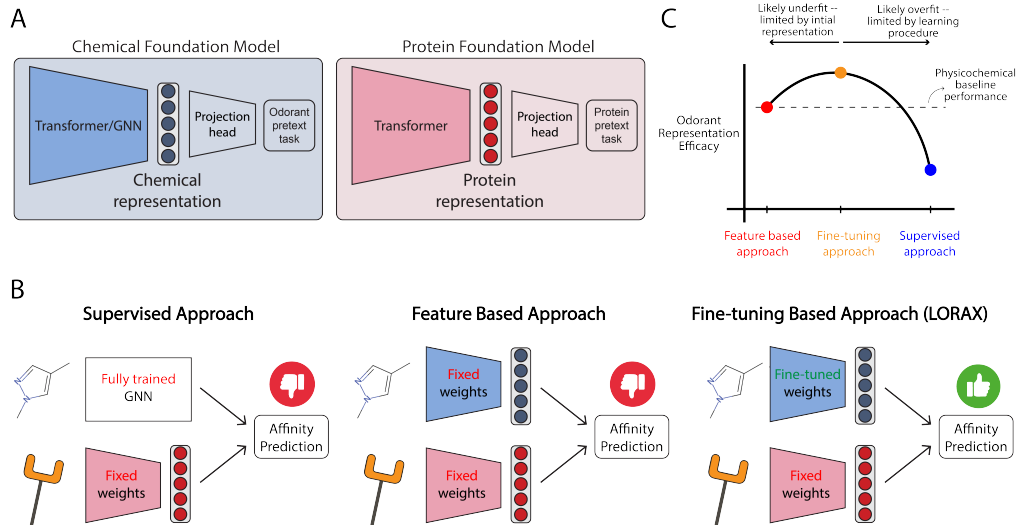 A
Chemical Foundation Model
Transformer/GNN
Projection
head
Odorant
pretext
task
Chemical
representation
Protein Foundation Model
Transformer
Projection
head
Protein
pretext
task
Protein
representation
C
Likely underfit --
limited by intial
representation
Likely overfit --
limited by learning
procedure
Physicochemical
baseline
performance
Odorant
Representation
Efficacy
Feature based
approach
Fine-tuning
approach
Supervised
approach
B
Supervised Approach
N
N
Fully trained
GNN
Fixed
weights
Affinity
Prediction
Feature Based Approach
N
N
Fixed
weights
Fixed
weights
Affinity
Prediction
Fine-tuning Based Approach (LORAX)
N
N
Fine-tuned
weights
Fixed
weights
Affinity
Prediction